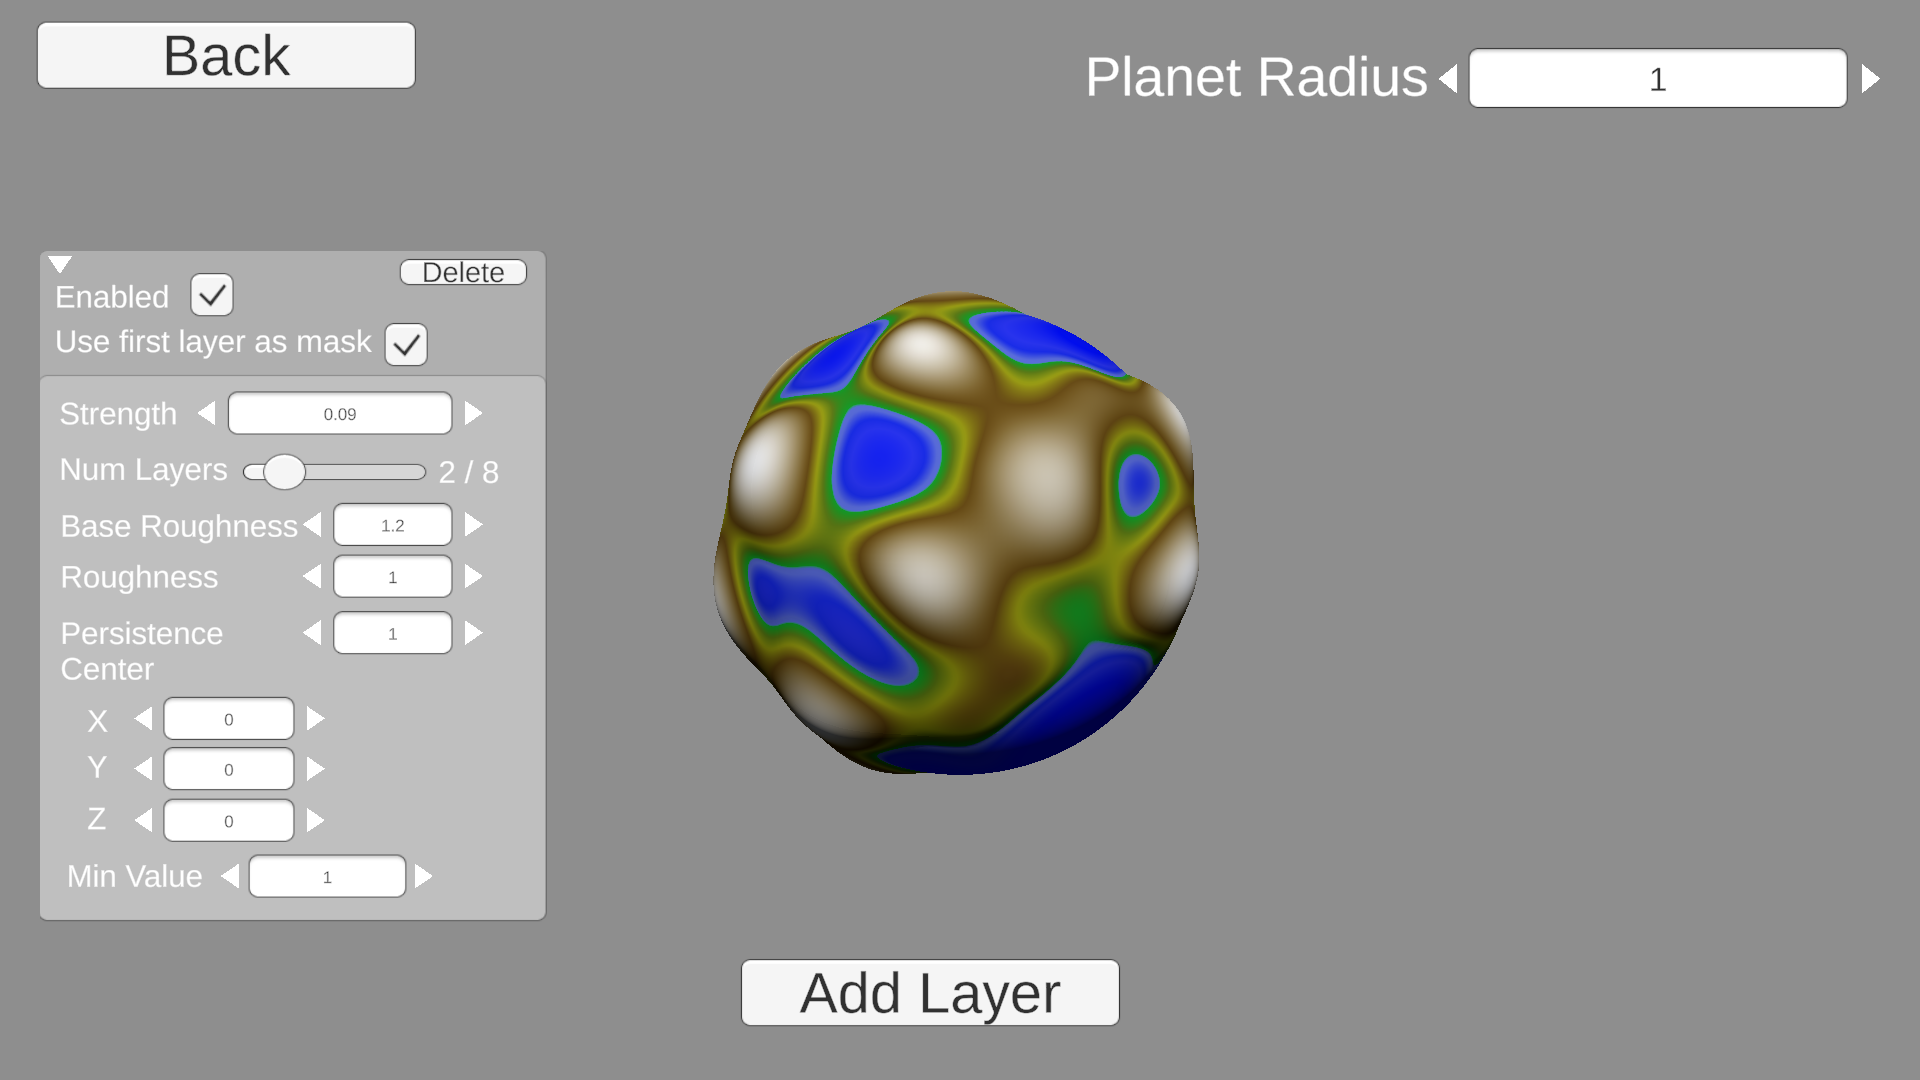 Back
Planet Radius 1
Delete
Enabled
Use first layer as mask
Strength 0.09
Num Layers 2 / 8
Base Roughness 1.2
Roughness 1
Persistence 1
Center
X 0
Y 0
Z 0
Min Value 1
Add Layer